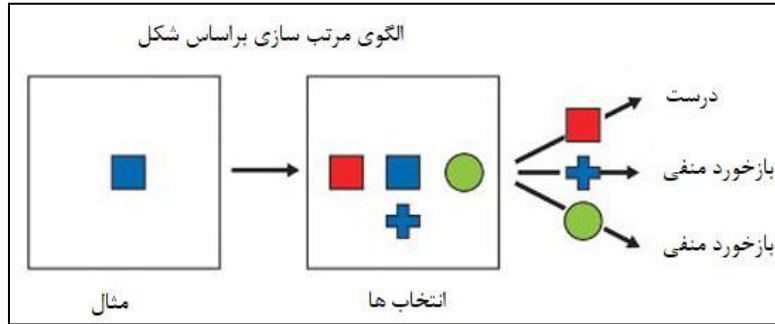 الگوی مرتب سازی براساس شکل
درست
بازخورد منفی
بازخورد منفی
انتخاب ها
مثال